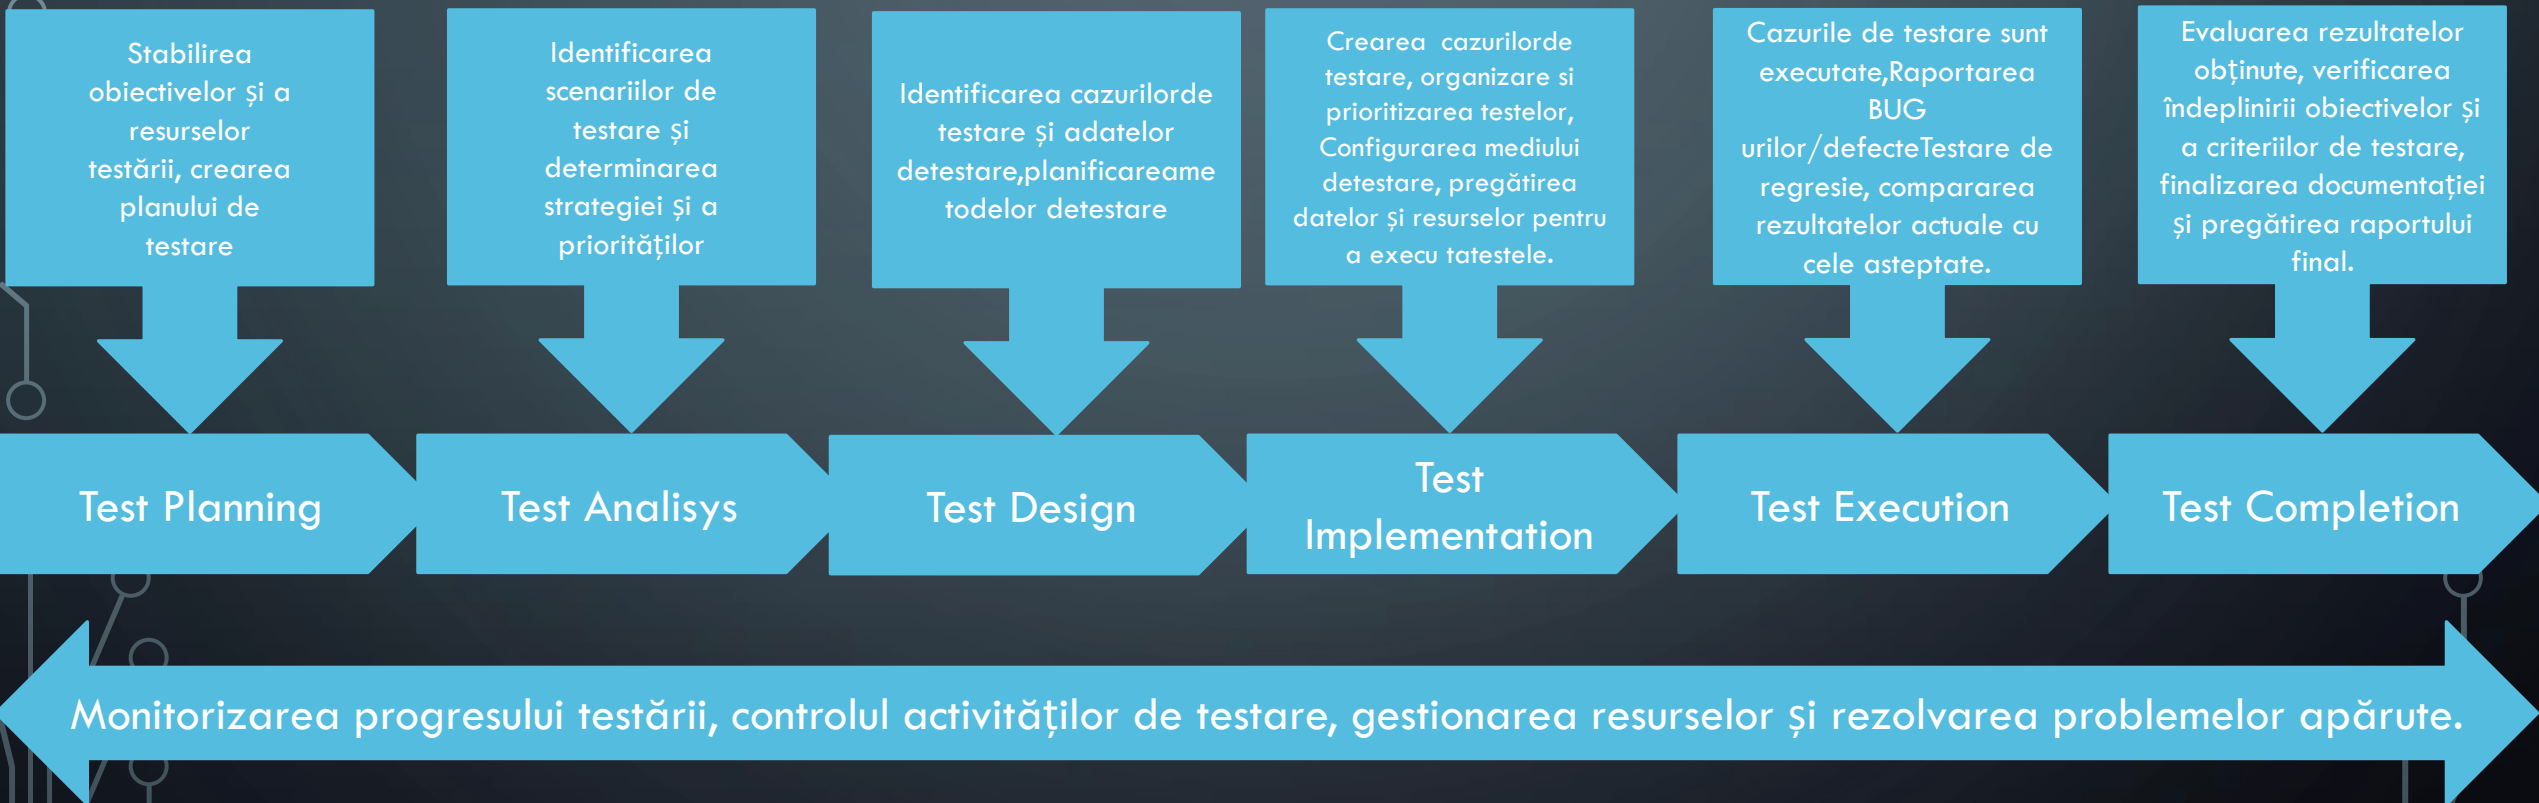 Stabilirea
obiectivelor și a
resurselor
testării, crearea
planului de
testare
Identificarea
scenariilor de
testare și
determinarea
strategiei și a
priorităților
Identificarea cazurilorde
testare și adatelor
detestare,planificareame
todelor detestare
Crearea  cazurilorde
testare, organizare si
prioritizarea testelor,
Configurarea mediului
detestare, pregătirea
datelor și resurselor pentru
a execu tatestele.
Cazurile de testare sunt
executate,Raportarea
BUG
urilor/defecteTestare de
regresie, compararea
rezultatelor actuale cu
cele asteptate.
Evaluarea rezultatelor
obținute, verificarea
îndeplinirii obiectivelor și
a criteriilor de testare,
finalizarea documentației
și pregătirea raportului
final.
Test Planning
Test Analisys
Test Design
Test
Implementation
Test Execution
Test Completion
Monitorizarea progresului testării, controlul activităților de testare, gestionarea resurselor și rezolvarea problemelor apărute.